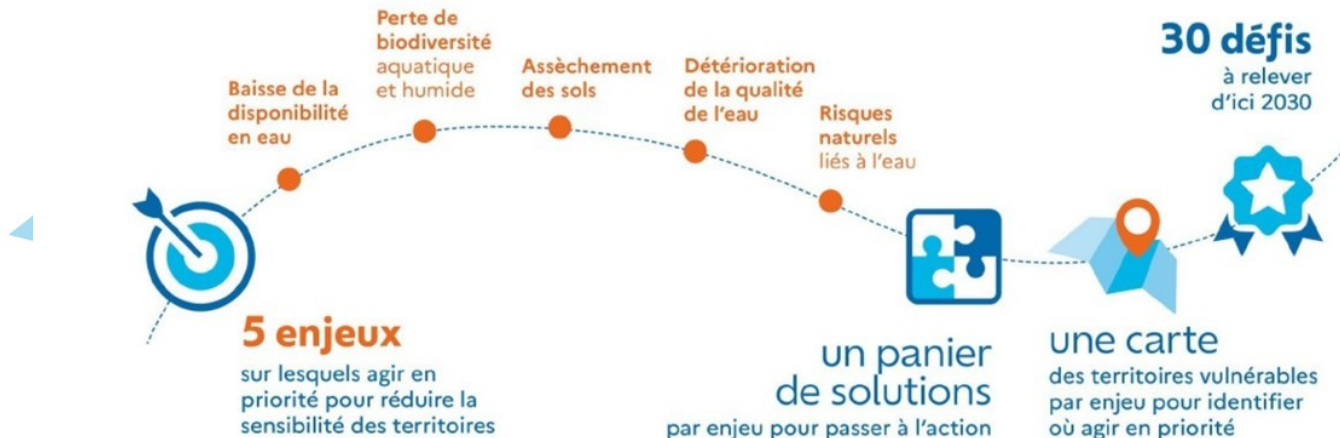 5 enjeux
sur lesquels agir en
priorité pour réduire la
sensibilité des territoires
Baisse de la
disponibilité
en eau
Perte de
biodiversité
aquatique
et humide
Assèchement
des sols
Détérioration
de la qualité
de l'eau
Risques
naturels
liés à l'eau
un panier
de solutions
par enjeu pour passer à l'action
une carte
des territoires vulnérables
par enjeu pour identifier
où agir en priorité
30 défis
à relever
d'ici 2030